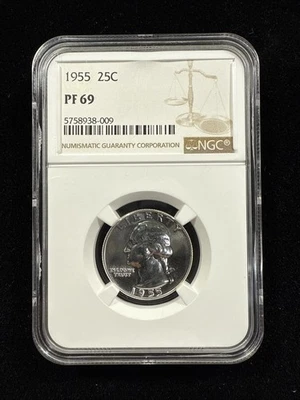 1955 25C
PF 69
5758938-009
NUMISMATIC GUARANTY CORPORATION
NGC®
LIBERTY
IN GOD WE
TRUST
1955